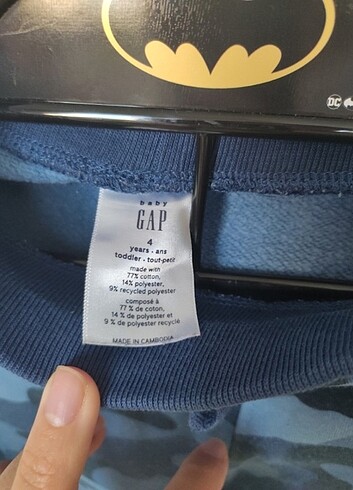 DC
baby
GAP
4
years . ans
toddler . tout-petit
made with
77% cotton,
14% polyester,
9% recycled polyester
composé à
77 % de coton,
14 % de polyester et
9 % de polyester recyclé
MADE IN CAMBODIA